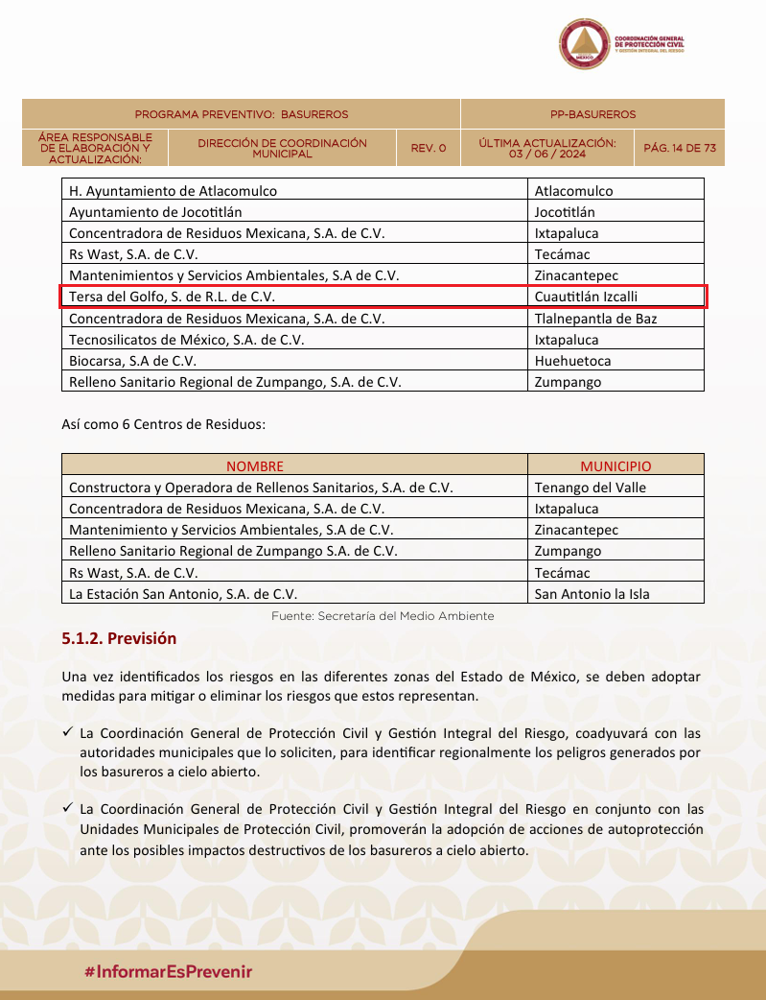 COORDINACIÓN GENERAL
DE PROTECCIÓN CIVIL
Y GESTIÓN INTEGRAL DEL RIESGO
MÉXICO
PROGRAMA PREVENTIVO: BASUREROS
PP-BASUREROS
ÁREA RESPONSABLE
DE ELABORACIÓN Y
ACTUALIZACIÓN:
DIRECCIÓN DE COORDINACIÓN
MUNICIPAL
REV. 0
ÚLTIMA ACTUALIZACIÓN:
03 / 06 / 2024
PÁG. 14 DE 73
H. Ayuntamiento de Atlacomulco Atlacomulco
Ayuntamiento de Jocotitlán Jocotitlán
Concentradora de Residuos Mexicana, S.A. de C.V. Ixtapaluca
Rs Wast, S.A. de C.V. Tecámac
Mantenimientos y Servicios Ambientales, S.A de C.V. Zinacantepec
Tersa del Golfo, S. de R.L. de C.V. Cuautitlán Izcalli
Concentradora de Residuos Mexicana, S.A. de C.V. Tlalnepantla de Baz
Tecnosilicatos de México, S.A. de C.V. Ixtapaluca
Biocarsa, S.A de C.V. Huehuetoca
Relleno Sanitario Regional de Zumpango, S.A. de C.V. Zumpango
Así como 6 Centros de Residuos:
NOMBRE MUNICIPIO
Constructora y Operadora de Rellenos Sanitarios, S.A. de C.V. Tenango del Valle
Concentradora de Residuos Mexicana, S.A. de C.V. Ixtapaluca
Mantenimiento y Servicios Ambientales, S.A de C.V. Zinacantepec
Relleno Sanitario Regional de Zumpango S.A. de C.V. Zumpango
Rs Wast, S.A. de C.V. Tecámac
La Estación San Antonio, S.A. de C.V. San Antonio la Isla
Fuente: Secretaría del Medio Ambiente
5.1.2. Previsión
Una vez identificados los riesgos en las diferentes zonas del Estado de México, se deben adoptar
medidas para mitigar o eliminar los riesgos que estos representan.
✓ La Coordinación General de Protección Civil y Gestión Integral del Riesgo, coadyuvará con las
autoridades municipales que lo soliciten, para identificar regionalmente los peligros generados por
los basureros a cielo abierto.
✓ La Coordinación General de Protección Civil y Gestión Integral del Riesgo en conjunto con las
Unidades Municipales de Protección Civil, promoverán la adopción de acciones de autoprotección
ante los posibles impactos destructivos de los basureros a cielo abierto.
#InformarEsPrevenir